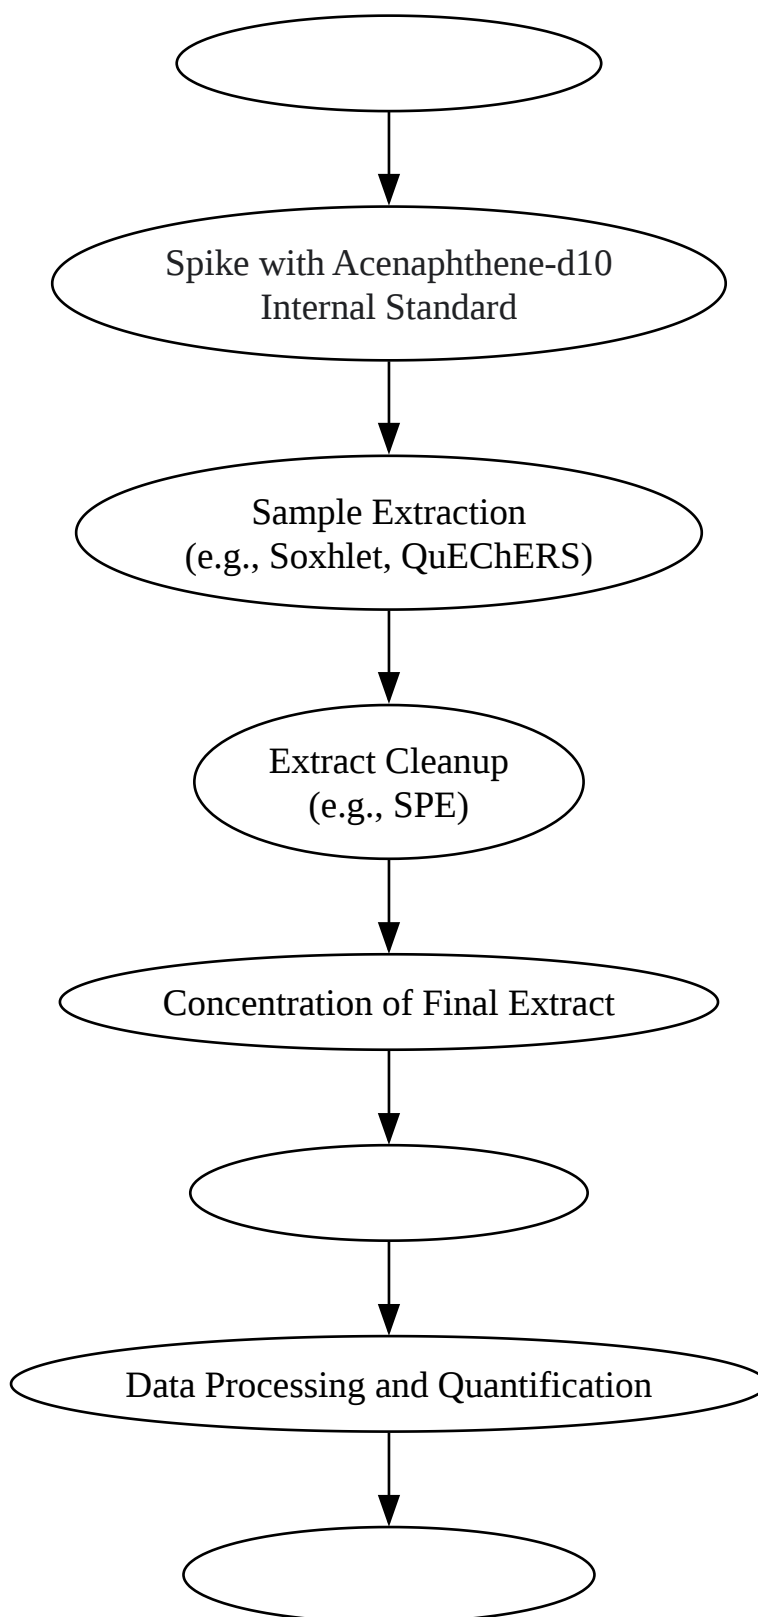 Spike with Acenaphthene-d10
Internal Standard
Sample Extraction
(e.g., Soxhlet, QuEChERS)
Extract Cleanup
(e.g., SPE)
Concentration of Final Extract
Data Processing and Quantification